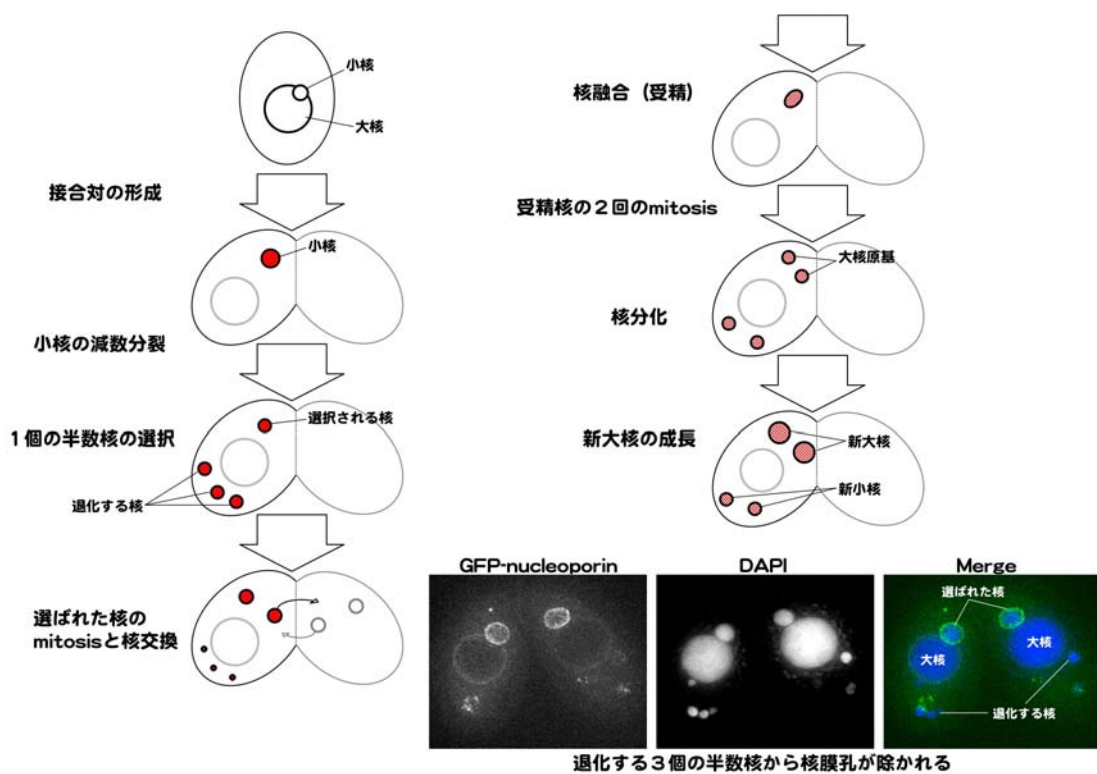 小核
大核
接合対の形成
小核
小核の減数分裂
選択される核
1個の半数核の選択
退化する核
選ばれた核の
mitosisと核交換
核融合（受精）
受精核の２回のmitosis
大核原基
核分化
新大核の成長
新大核
新小核
GFP-nucleoporin
DAPI
Merge
選ばれた核
大核
大核
退化する核
退化する３個の半数核から核膜孔が除かれる